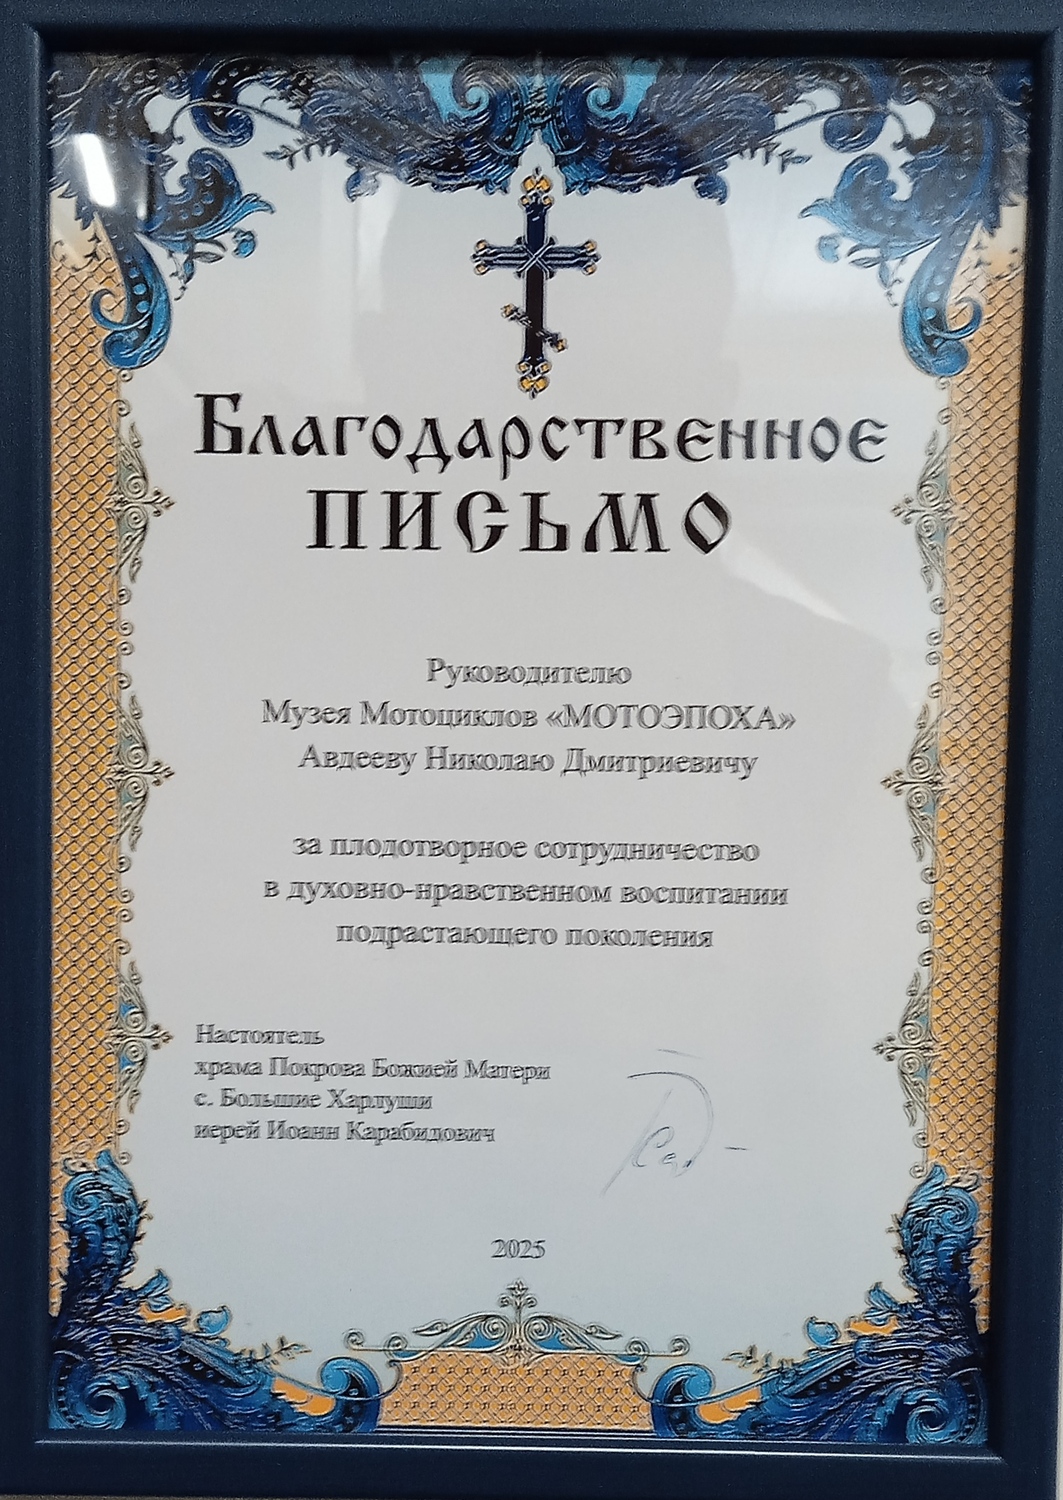 Благодарственное
письмо
Руководителю
Музея Мотоциклов «МОТОЭПОХА»
Авдееву Николаю Дмитриевичу
за плодотворное сотрудничество
в духовно-нравственном воспитании
подрастающего поколения
Настоятель
храма Покрова Божией Матери
с. Большие Харлуши
иерей Иоанн Карабидович
2025